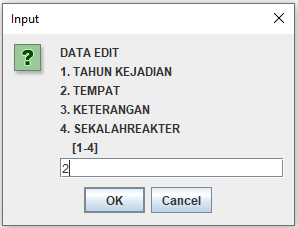 Input
DATA EDIT
1. TAHUN KEJADIAN
2. TEMPAT
3. KETERANGAN
4. SEKALAHREAKTER
[1-4]
2
OK Cancel